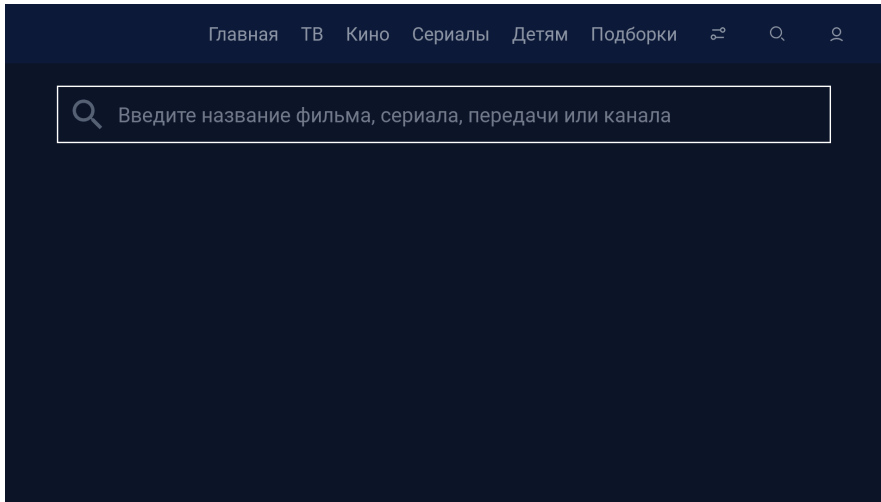 Главная ТВ Кино Сериалы Детям Подборки
Введите название фильма, сериала, передачи или канала